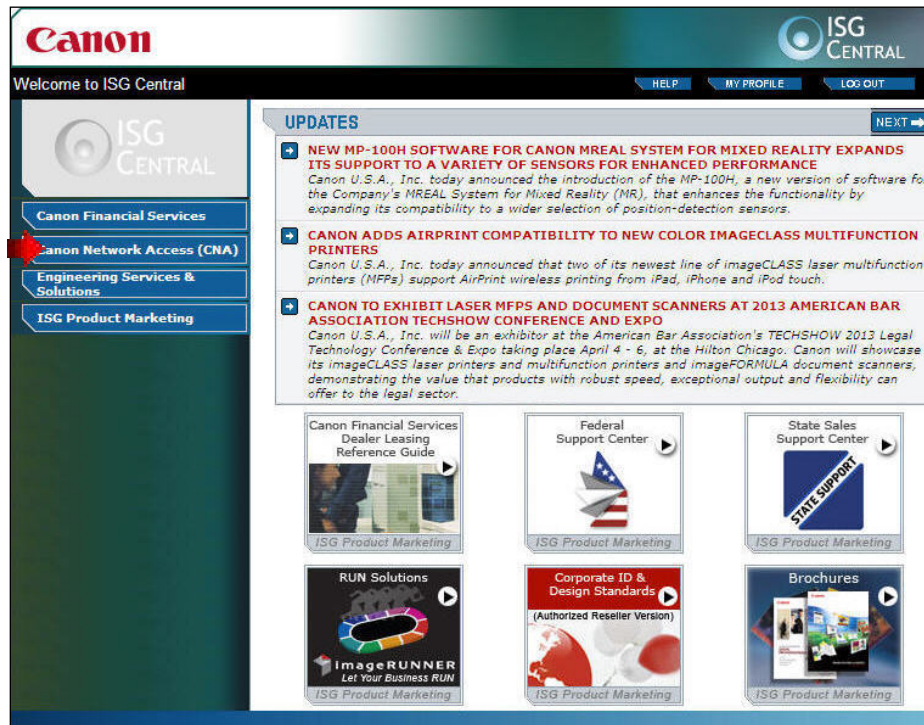 Canon
ISG
CENTRAL
Welcome to ISG Central
HELP
MY PROFILE
LOG OUT
ISG
CENTRAL
Canon Financial Services
Canon Network Access (CNA)
Engineering Services &
Solutions
ISG Product Marketing
UPDATES
NEXT
NEW MP-100H SOFTWARE FOR CANON MREAL SYSTEM FOR MIXED REALITY EXPANDS
ITS SUPPORT TO A VARIETY OF SENSORS FOR ENHANCED PERFORMANCE
Canon U.S.A., Inc. today announced the introduction of the MP-100H, a new version of software fo
the Company's MREAL System for Mixed Reality (MR), that enhances the functionality by
expanding its compatibility to a wider selection of position-detection sensors.
CANON ADDS AIRPRINT COMPATIBILITY TO NEW COLOR IMAGECLASS MULTIFUNCTION
PRINTERS
Canon U.S.A., Inc. today announced that two of its newest line of imageCLASS laser multifunction
printers (MFPs) support AirPrint wireless printing from iPad, iPhone and iPod touch.
CANON TO EXHIBIT LASER MFPS AND DOCUMENT SCANNERS AT 2013 AMERICAN BAR
ASSOCIATION TECHSHOW CONFERENCE AND EXPO
Canon U.S.A., Inc. will be an exhibitor at the American Bar Association's TECHSHOW 2013 Legal
Technology Conference & Expo taking place April 4 - 6, at the Hilton Chicago. Canon will showcase
its imageCLASS laser printers and multifunction printers and imageFORMULA document scanners,
demonstrating the value that products with robust speed, exceptional output and flexibility can
offer to the legal sector.
Canon Financial Services
Dealer Leasing
Reference Guide
ISG Product Marketing
Federal
Support Center
ISG Product Marketing
State Sales
Support Center
STATE SUPPORT
ISG Product Marketing
RUN Solutions
imageRUNNER
Let Your Business RUN
ISG Product Marketing
Corporate ID &
Design Standards
(Authorized Reseller Version)
ISG Product Marketing
Brochures
ISG Product Marketing